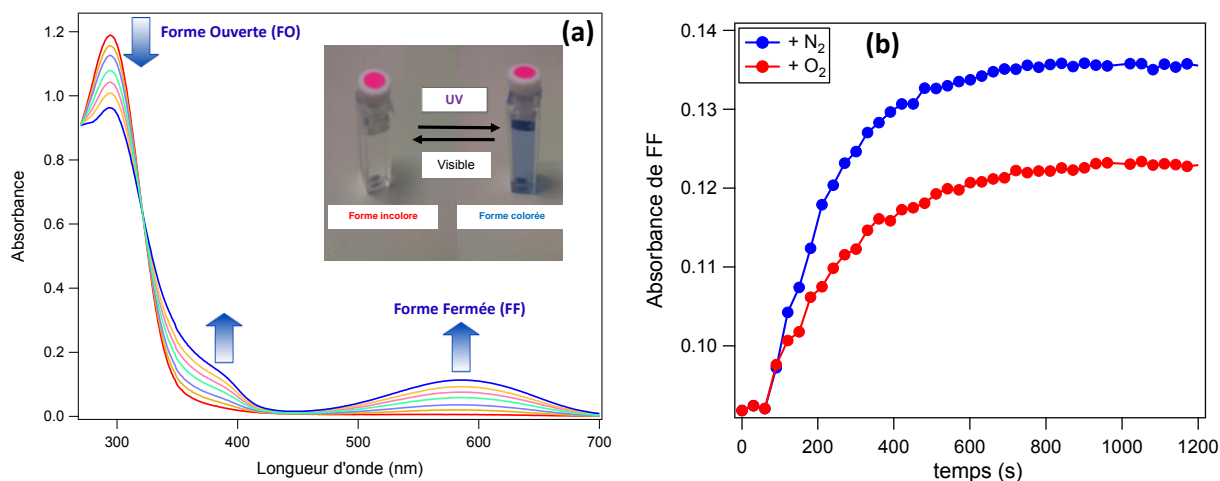 (a)
Forme Ouverte (FO)
UV
Visible
Forme incolore
Forme colorée
Forme Fermée (FF)
1.2
1.0
0.8
0.6
0.4
0.2
0.0
Absorbance
300
400
500
600
700
Longueur d'onde (nm)
(b)
+ N₂
+ O₂
0.14
0.13
0.12
0.11
0.10
Absorbance de FF
0
200
400
600
800
1000
1200
temps (s)